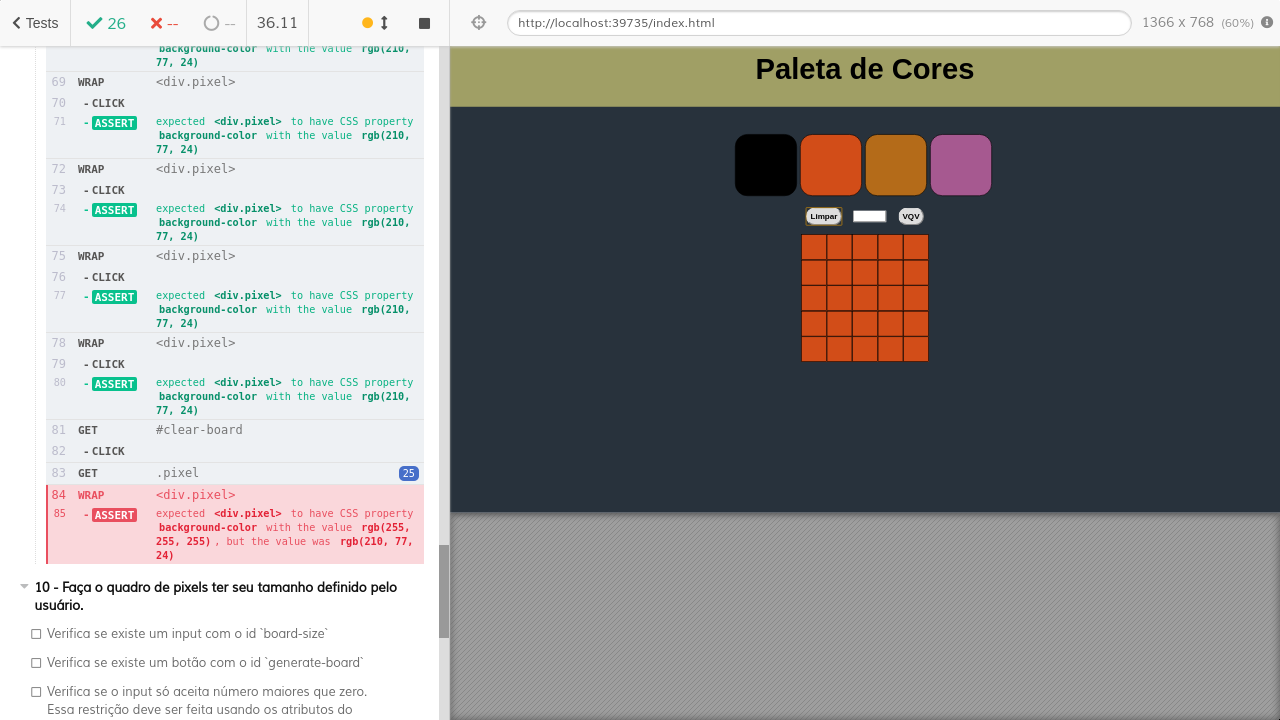 Tests 26 -- -- 36.11 http://localhost:39735/index.html 1366 x 768 (60%)
background-color with the value rgb(210,
77, 24)
69 WRAP <div.pixel>
70 -CLICK
71 -ASSERT expected <div.pixel> to have CSS property
background-color with the value rgb(210,
77, 24)
72 WRAP <div.pixel>
73 -CLICK
74 -ASSERT expected <div.pixel> to have CSS property
background-color with the value rgb(210,
77, 24)
75 WRAP <div.pixel>
76 -CLICK
77 -ASSERT expected <div.pixel> to have CSS property
background-color with the value rgb(210,
77, 24)
78 WRAP <div.pixel>
79 -CLICK
80 -ASSERT expected <div.pixel> to have CSS property
background-color with the value rgb(210,
77, 24)
81 GET #clear-board
82 -CLICK
83 GET .pixel 25
84 WRAP <div.pixel>
85 -ASSERT expected <div.pixel> to have CSS property
background-color with the value rgb(255,
255, 255) , but the value was rgb(210, 77,
24)
10 - Faça o quadro de pixels ter seu tamanho definido pelo
usuário.
Verifica se existe um input com o id `board-size`
Verifica se existe um botão com o id `generate-board`
Verifica se o input só aceita número maiores que zero.
Essa restrição deve ser feita usando os atributos do
Paleta de Cores
Limpar VQV